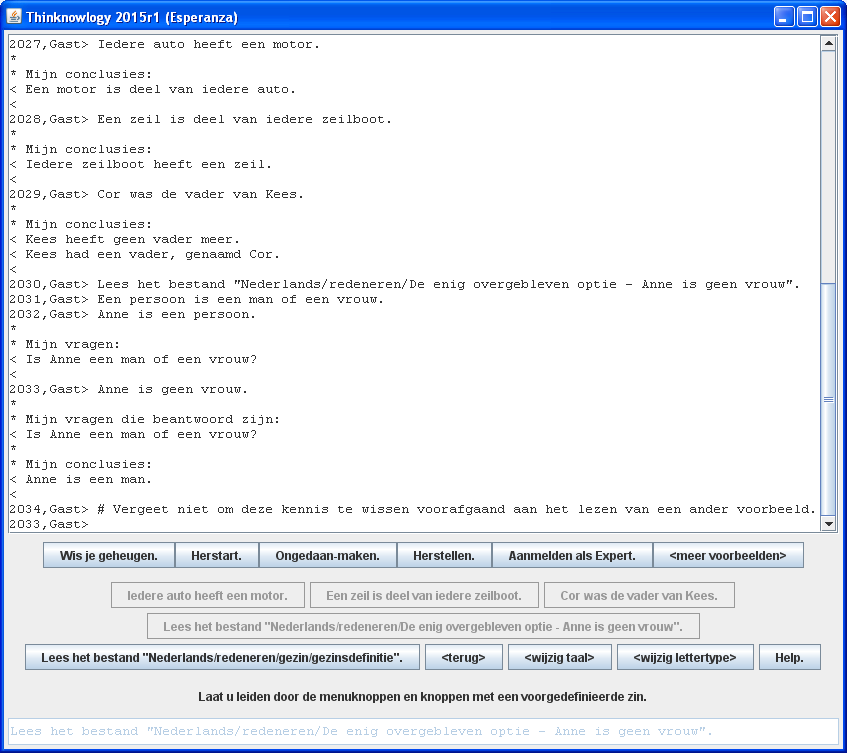 Thinknowlogy 2015r1 (Esperanza)
2027,Gast> Iedere auto heeft een motor.
*
* Mijn conclusies:
< Een motor is deel van iedere auto.
<
2028,Gast> Een zeil is deel van iedere zeilboot.
*
* Mijn conclusies:
< Iedere zeilboot heeft een zeil.
<
2029,Gast> Cor was de vader van Kees.
*
* Mijn conclusies:
< Kees heeft geen vader meer.
< Kees had een vader, genaamd Cor.
<
2030,Gast> Lees het bestand "Nederlands/redeneren/De enig overgebleven optie - Anne is geen vrouw".
2031,Gast> Een persoon is een man of een vrouw.
2032,Gast> Anne is een persoon.
*
* Mijn vragen:
< Is Anne een man of een vrouw?
<
2033,Gast> Anne is geen vrouw.
*
* Mijn vragen die beantwoord zijn:
< Is Anne een man of een vrouw?
*
* Mijn conclusies:
< Anne is een man.
<
2034,Gast> # Vergeet niet om deze kennis te wissen voorafgaand aan het lezen van een ander voorbeeld.
2033,Gast>
Wis je geheugen. Herstart. Ongedaan-maken. Herstellen. Aanmelden als Expert. <meer voorbeelden>
Iedere auto heeft een motor. Een zeil is deel van iedere zeilboot. Cor was de vader van Kees.
Lees het bestand "Nederlands/redeneren/De enig overgebleven optie - Anne is geen vrouw".
Lees het bestand "Nederlands/redeneren/gezin/gezinsdefinitie". <terug> <wijzig taal> <wijzig lettertype> Help.
Laat u leiden door de menuknoppen en knoppen met een voorgedefinieerde zin.
Lees het bestand "Nederlands/redeneren/De enig overgebleven optie - Anne is geen vrouw".